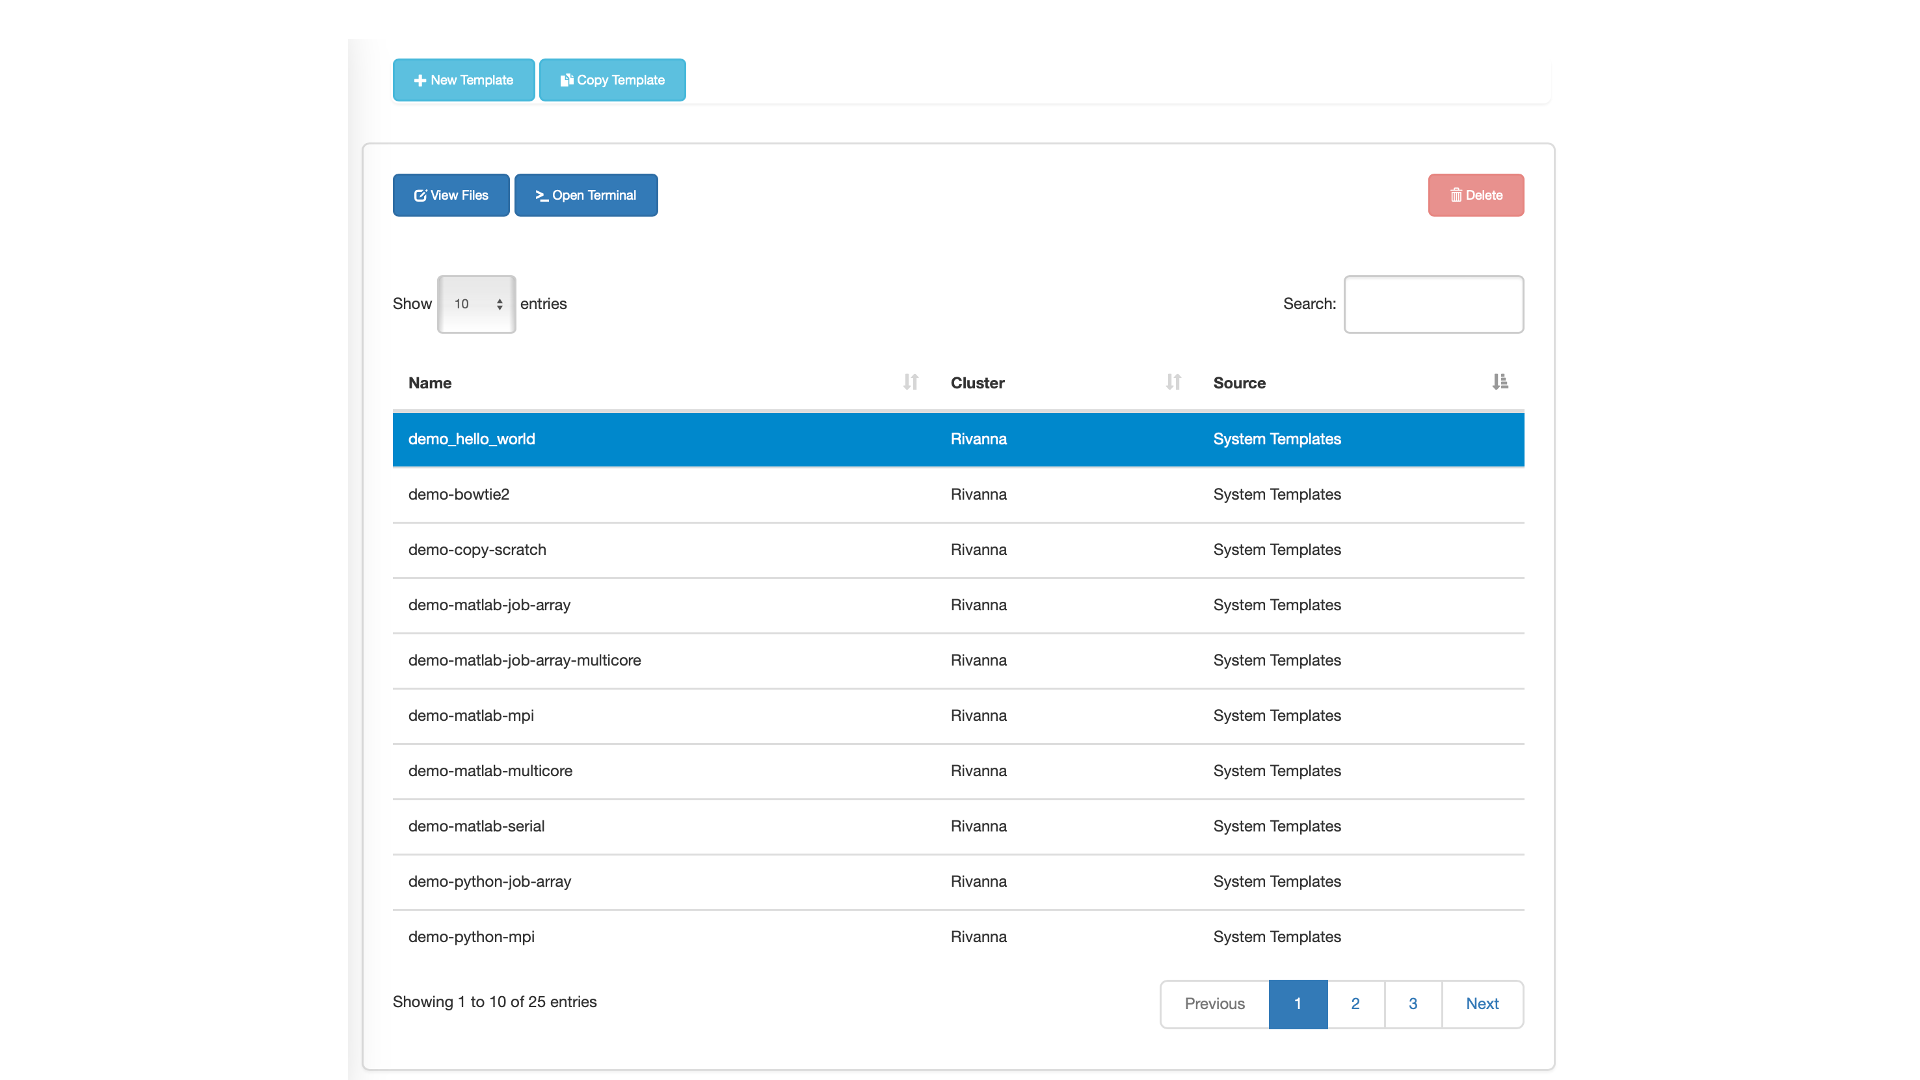 New Template Copy Template
View Files Open Terminal Delete
Show 10 entries Search:
Name Cluster Source
demo_hello_world Rivanna System Templates
demo-bowtie2 Rivanna System Templates
demo-copy-scratch Rivanna System Templates
demo-matlab-job-array Rivanna System Templates
demo-matlab-job-array-multicore Rivanna System Templates
demo-matlab-mpi Rivanna System Templates
demo-matlab-multicore Rivanna System Templates
demo-matlab-serial Rivanna System Templates
demo-python-job-array Rivanna System Templates
demo-python-mpi Rivanna System Templates
Showing 1 to 10 of 25 entries Previous 1 2 3 Next